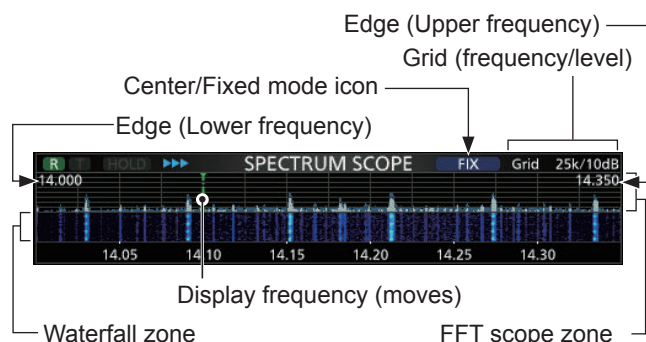 Edge (Upper frequency)
Grid (frequency/level)
Center/Fixed mode icon
Edge (Lower frequency)
R T HOLD SPECTRUM SCOPE FIX Grid 25k/10dB
14.000 14.350
14.05 14.10 14.15 14.20 14.25 14.30
Display frequency (moves)
Waterfall zone FFT scope zone